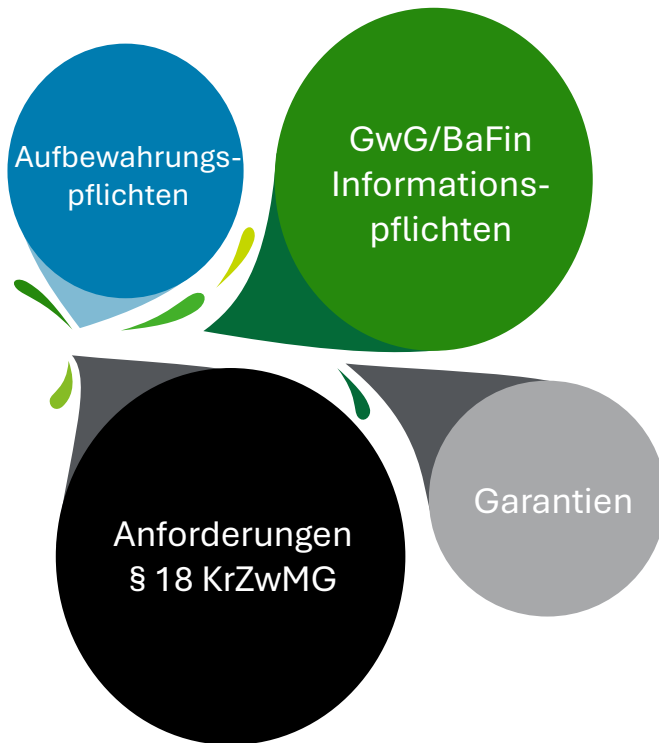 Aufbewahrungs-
pflichten
GwG/BaFin
Informations-
pflichten
Anforderungen
§ 18 KrZwMG
Garantien